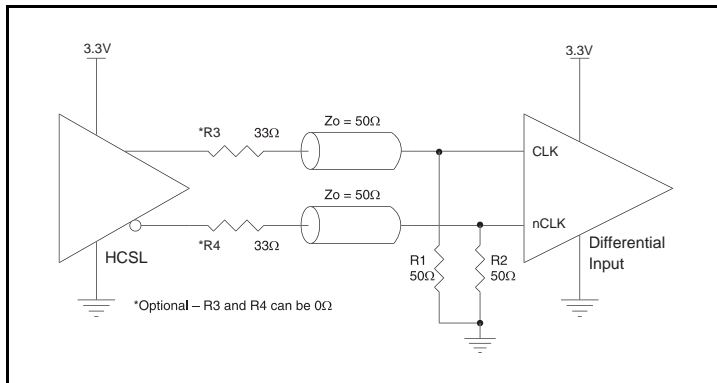 3.3V
3.3V
*R3 33Ω
Zo = 50Ω
CLK
Zo = 50Ω
*R4 33Ω
nCLK
HCSL
R1
50Ω
R2
50Ω
Differential
Input
*Optional – R3 and R4 can be 0Ω